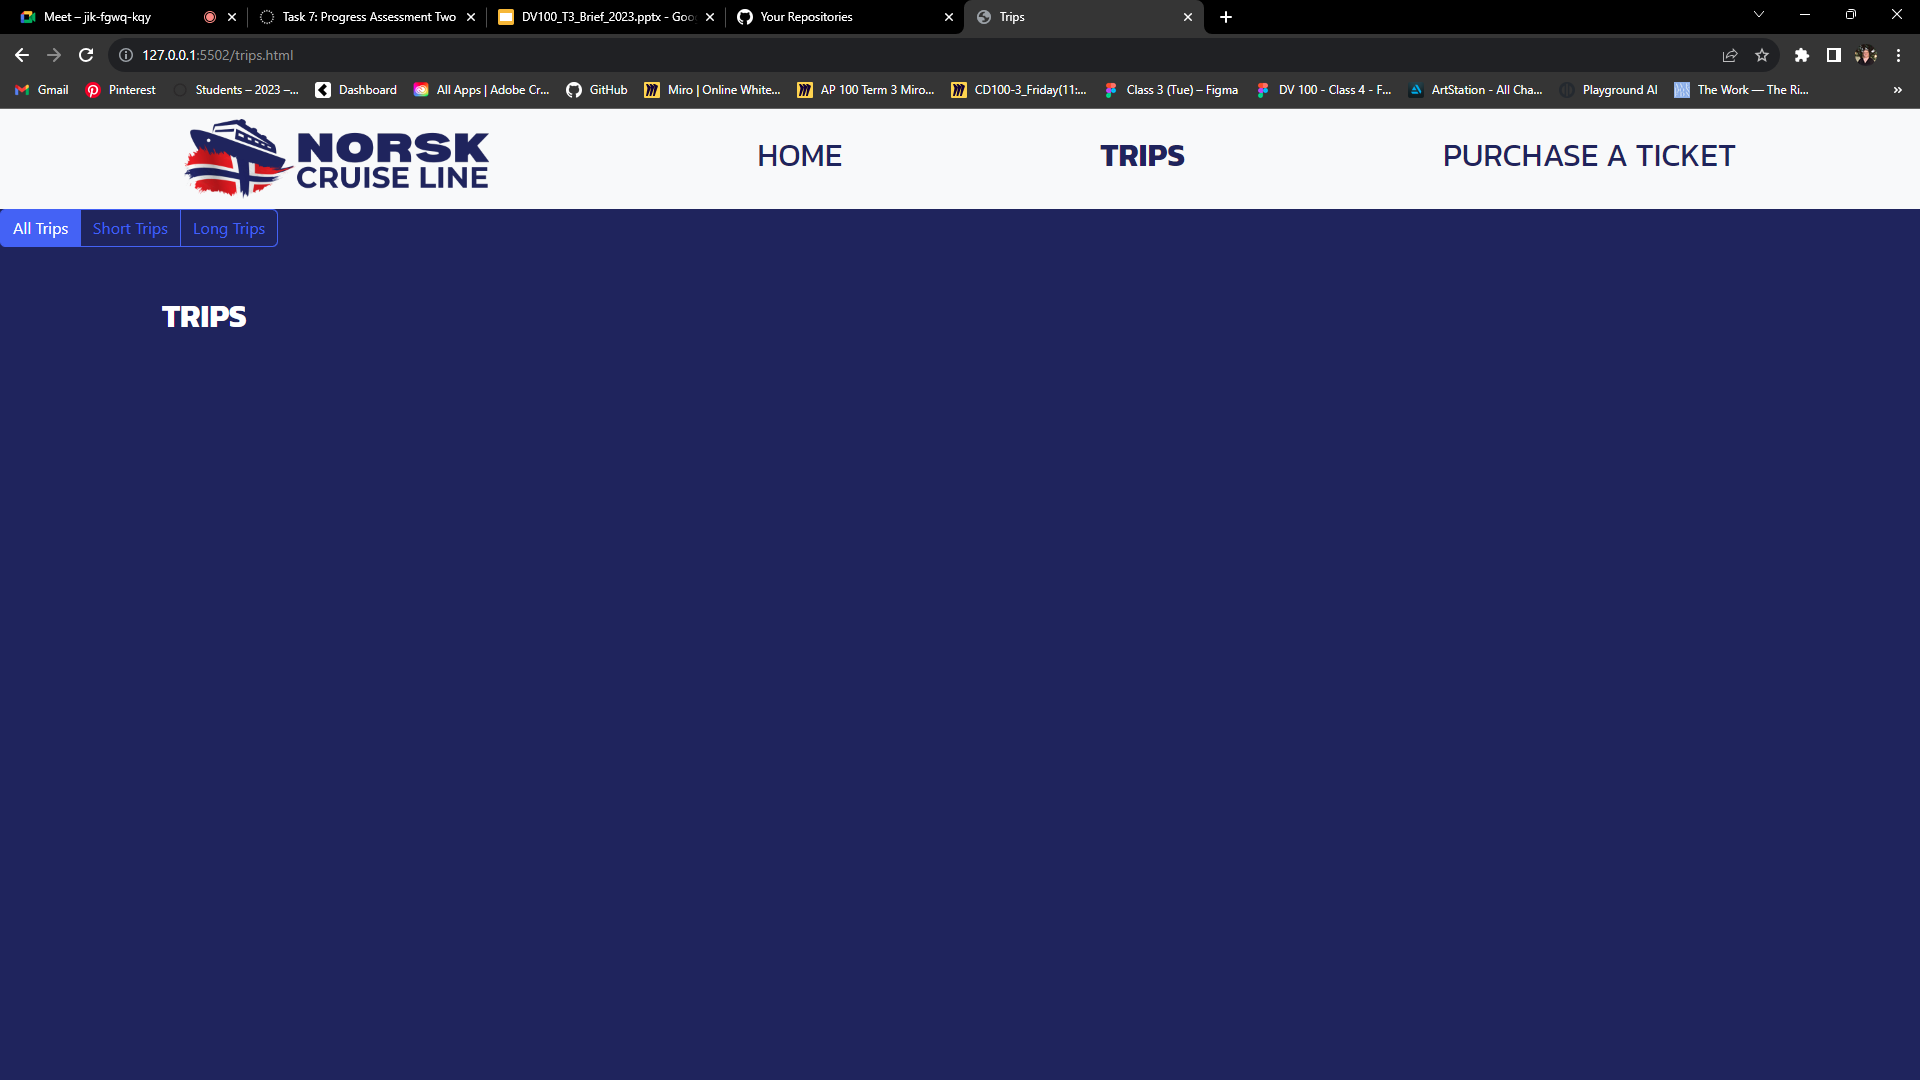 Meet – jik-fgwq-kqy
Task 7: Progress Assessment Two
DV100_T3_Brief_2023.pptx - Goo
Your Repositories
Trips
127.0.0.1:5502/trips.html
Gmail
Pinterest
Students – 2023 –...
Dashboard
All Apps | Adobe Cr...
GitHub
Miro | Online White...
AP 100 Term 3 Miro...
CD100-3_Friday(11:...
Class 3 (Tue) – Figma
DV 100 - Class 4 - F...
ArtStation - All Cha...
Playground AI
The Work — The Ri...
»
NORSK
CRUISE LINE
HOME
TRIPS
PURCHASE A TICKET
All Trips
Short Trips
Long Trips
TRIPS